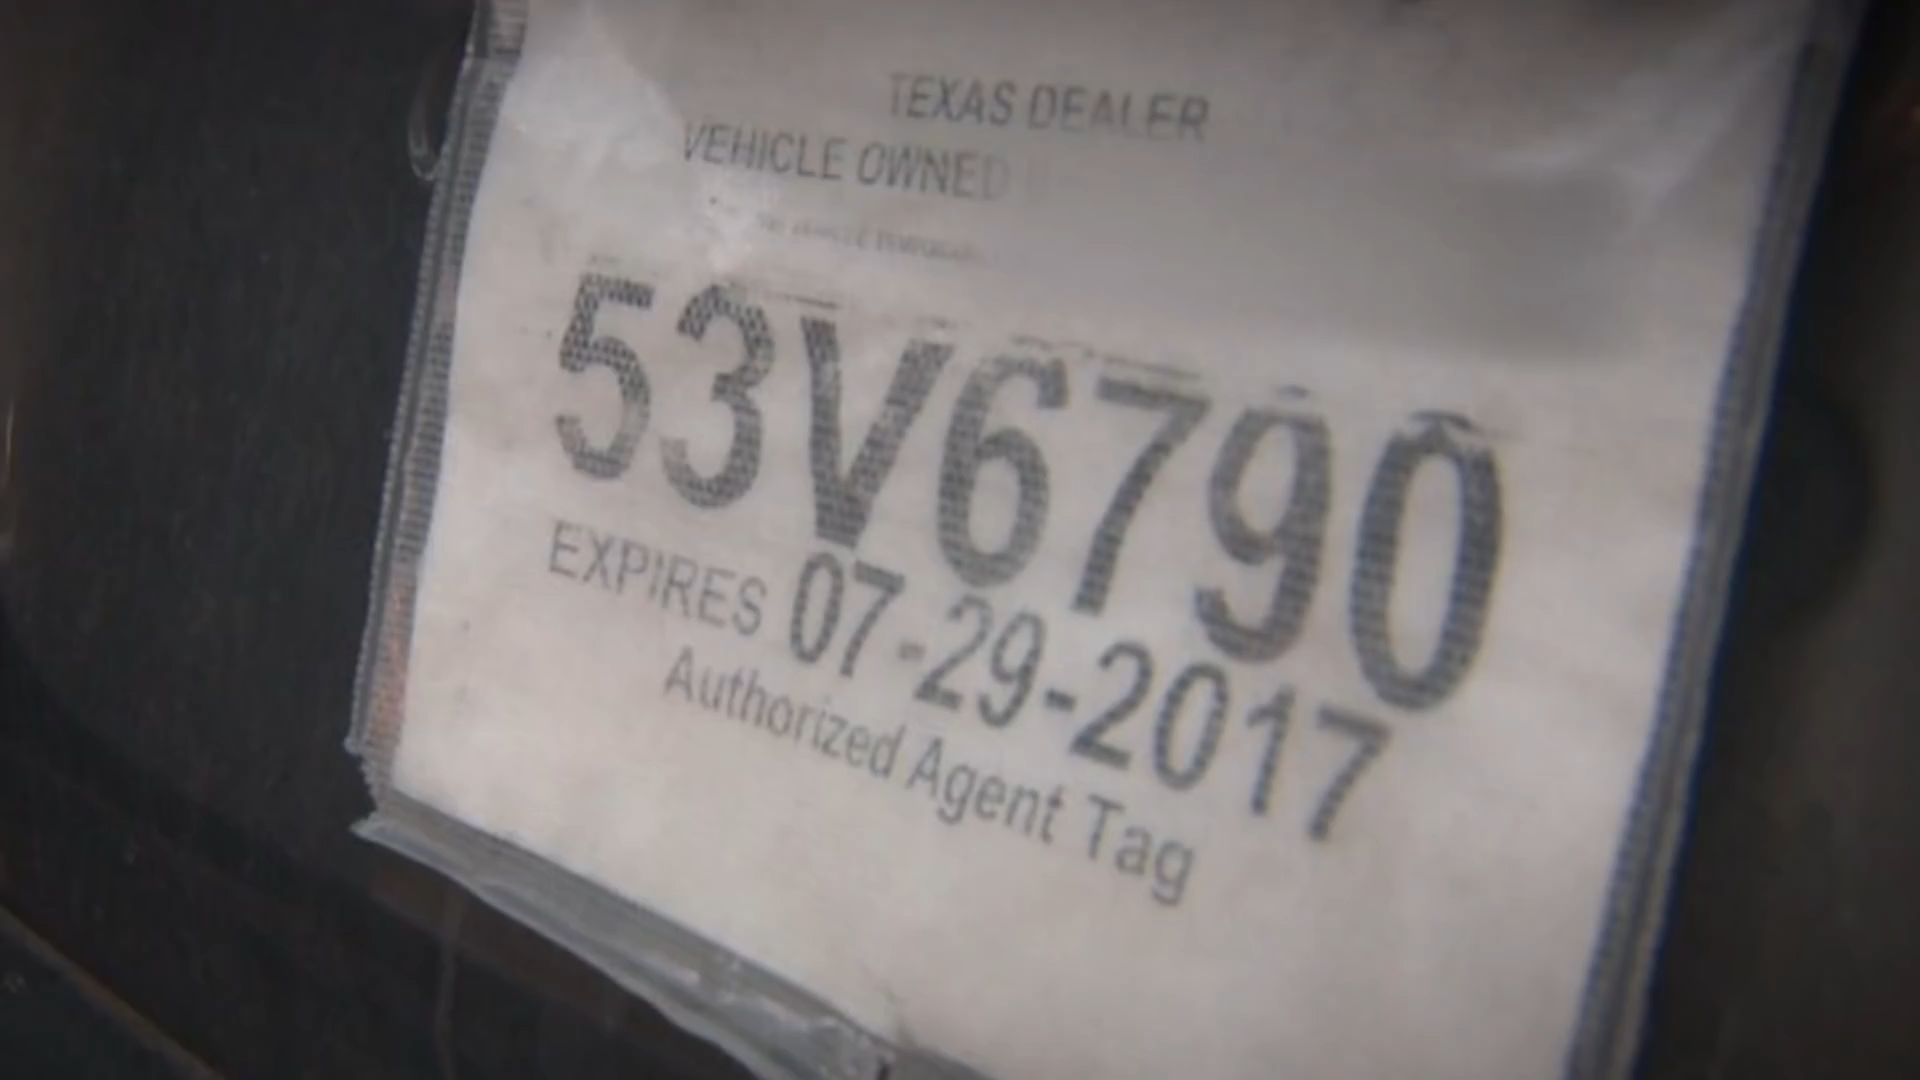 TEXAS DEALER
VEHICLE OWNED
53V6790
EXPIRES 07-29-2017
Authorized Agent Tag